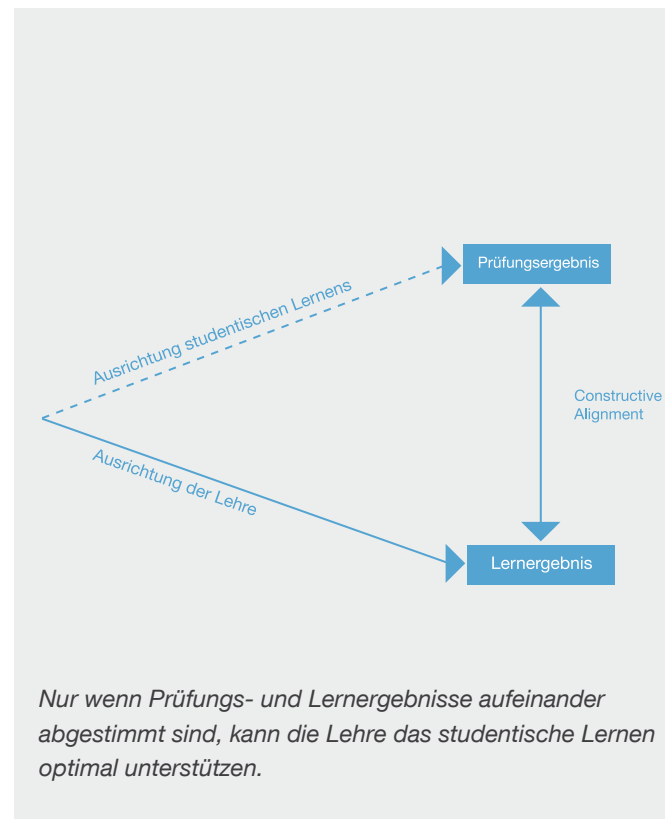 Prüfungsergebnis
Ausrichtung studentischen Lernens
Constructive
Alignment
Ausrichtung der Lehre
Lernergebnis
Nur wenn Prüfungs- und Lernergebnisse aufeinander
abgestimmt sind, kann die Lehre das studentische Lernen
optimal unterstützen.